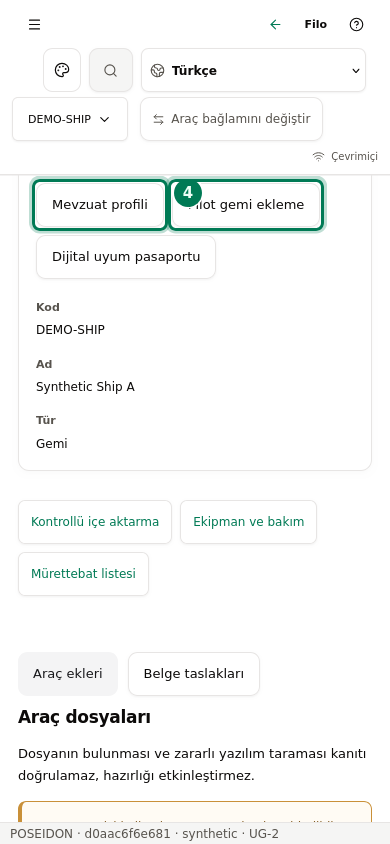 Filo
Türkçe
DEMO-SHIP
Araç bağlamını değiştir
Çevrimiçi
Mevzuat profili
4
gemi ekleme
Dijital uyum pasaportu
Kod
DEMO-SHIP
Ad
Synthetic Ship A
Tür
Gemi
Kontrollü içe aktarma
Ekipman ve bakım
Mürettebat listesi
Araç ekleri
Belge taslakları
Araç dosyaları
Dosyanın bulunması ve zararlı yazılım taraması kanıtı
doğrulamaz, hazırlığı etkinleştirmez.
POSEIDON · d0aac6f6e681 · synthetic · UG-2